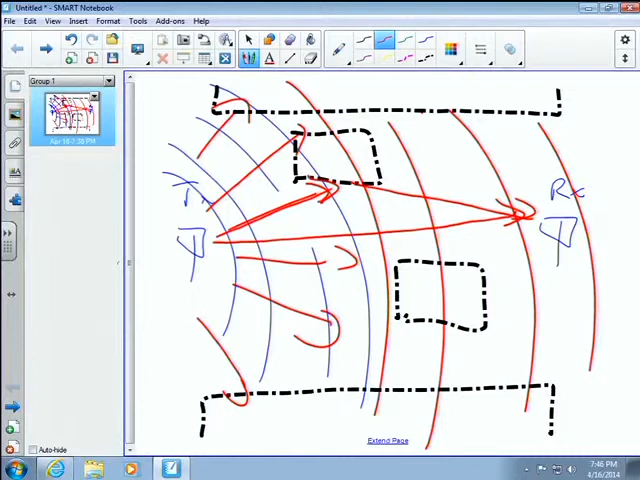 Untitled * - SMART Notebook
File Edit View Insert Format Tools Add-ons Help
Group 1
Apr 16-7:38 PM
Tx
Rx
Auto-hide
Extend Page
7:46 PM
4/16/2014